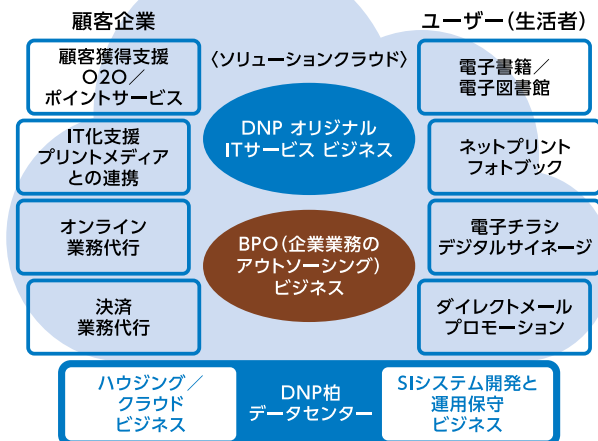 顧客企業
ユーザー(生活者)
顧客獲得支援
O2O/
ポイントサービス
〈ソリューションクラウド〉
電子書籍/
電子図書館
DNP オリジナル
ITサービス ビジネス
IT化支援
プリントメディア
との連携
ネットプリント
フォトブック
オンライン
業務代行
BPO(企業業務の
アウトソーシング)
ビジネス
電子チラシ
デジタルサイネージ
決済
業務代行
ダイレクトメール
プロモーション
ハウジング/
クラウド
ビジネス
DNP柏
データセンター
SIシステム開発と
運用保守
ビジネス